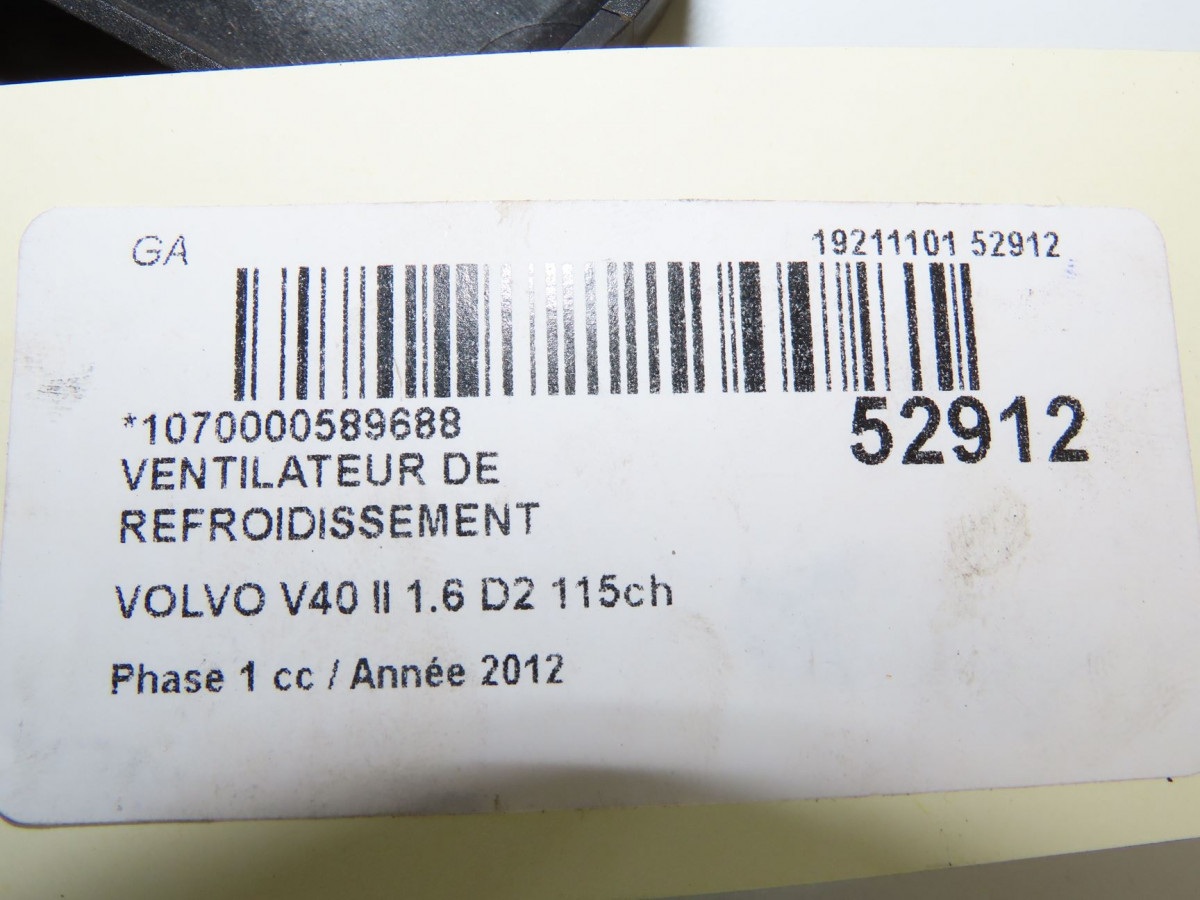 GA
19211101 52912
*1070000589688
52912
VENTILATEUR DE
REFROIDISSEMENT
VOLVO V40 II 1.6 D2 115ch
Phase 1 cc / Année 2012